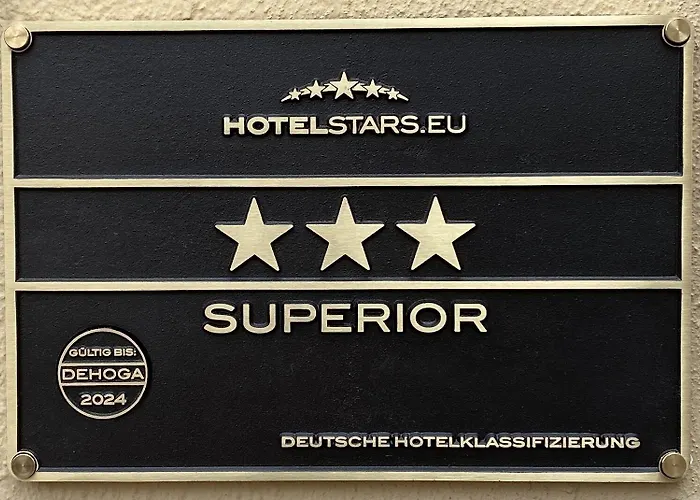 HOTELSTARS.EU
SUPERIOR
GÜLTIG BIS:
DEHOGA
2024
DEUTSCHE HOTELKLASSIFIZIERUNG